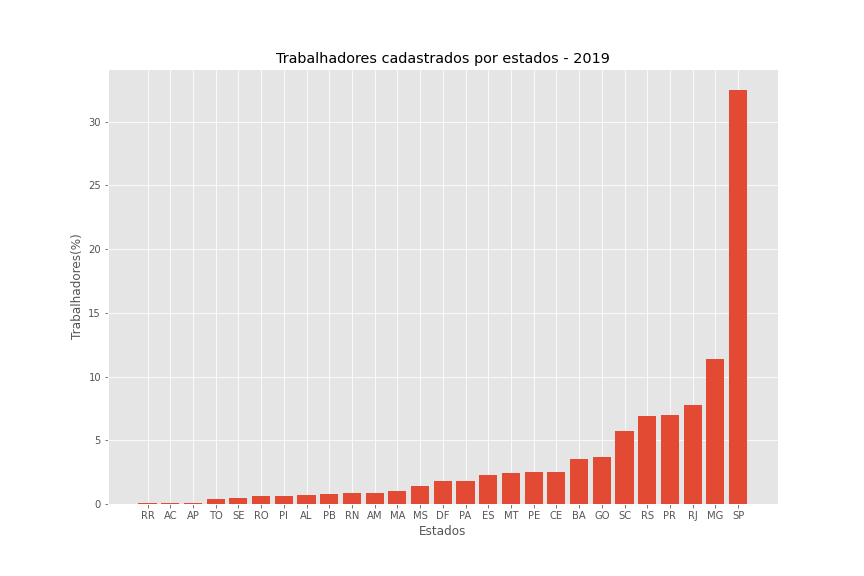 Trabalhadores cadastrados por estados - 2019
30
25
20
15
10
5
0
Trabalhadores(%)
RR AC AP TO SE RO PI AL PB RN AM MA MS DF PA ES MT PE CE BA GO SC RS PR RJ MG SP
Estados